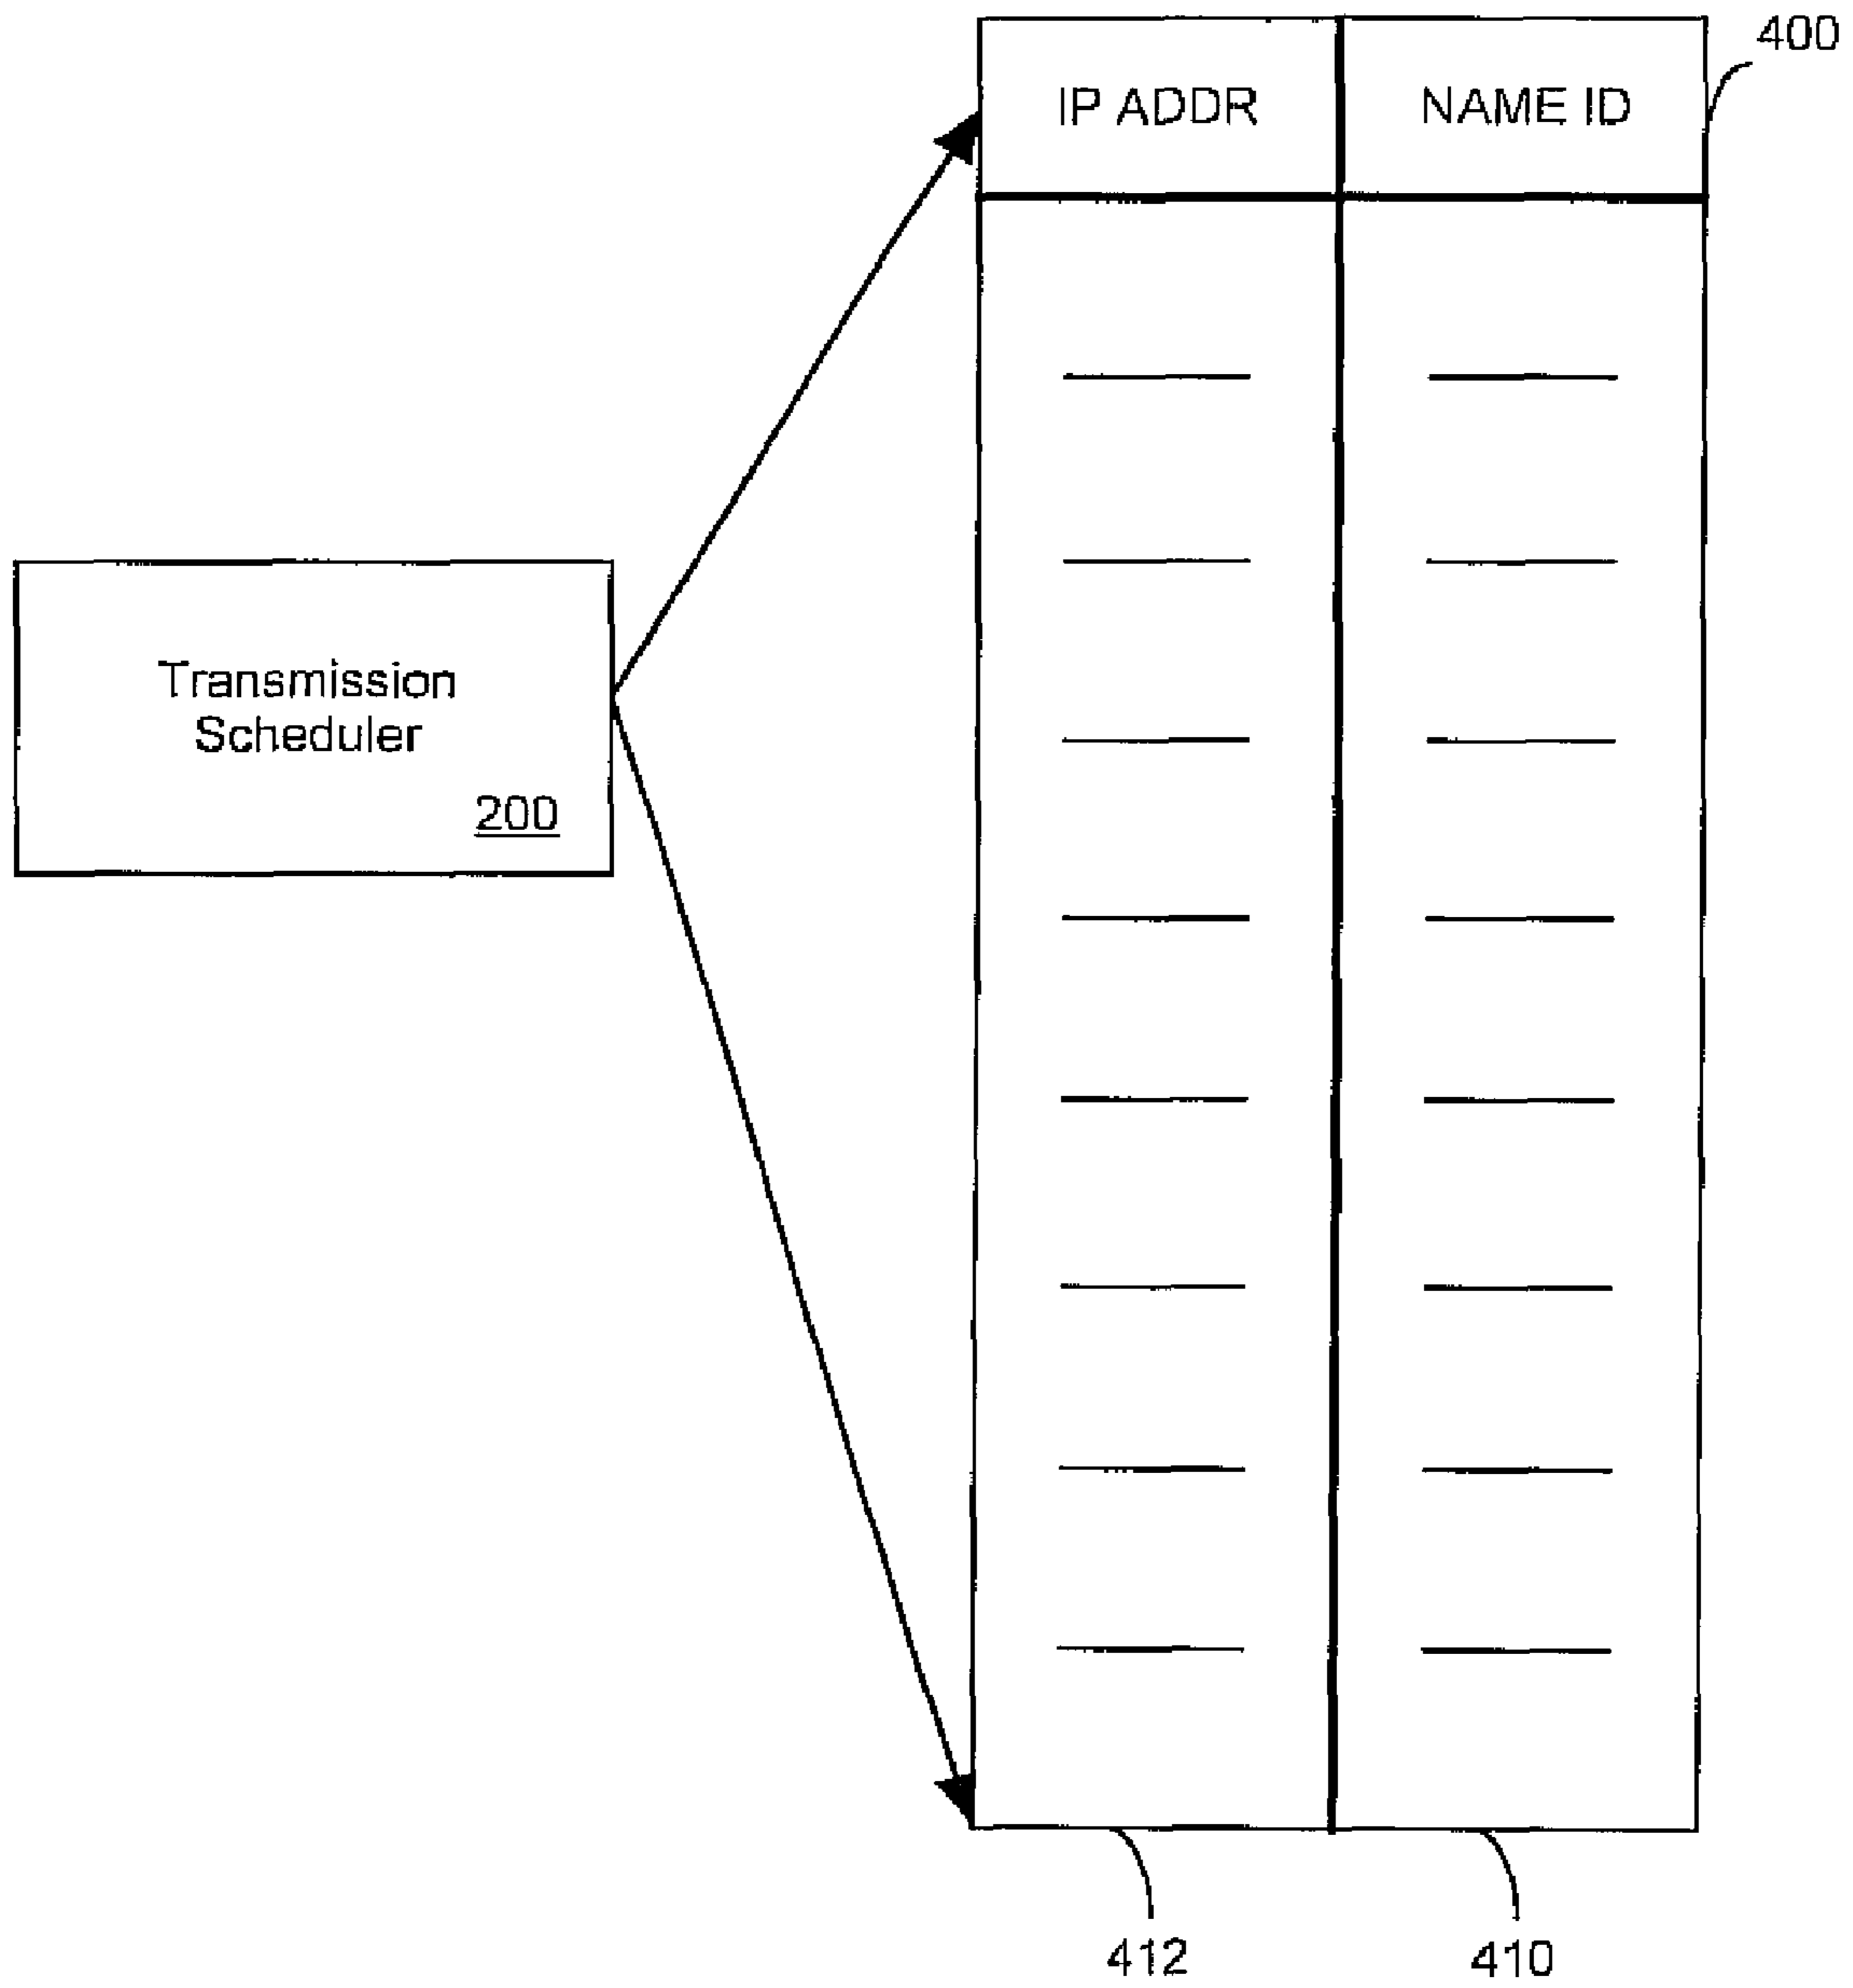 400
IP ADDR
NAME ID
Transmission
Scheduler
200
412
410